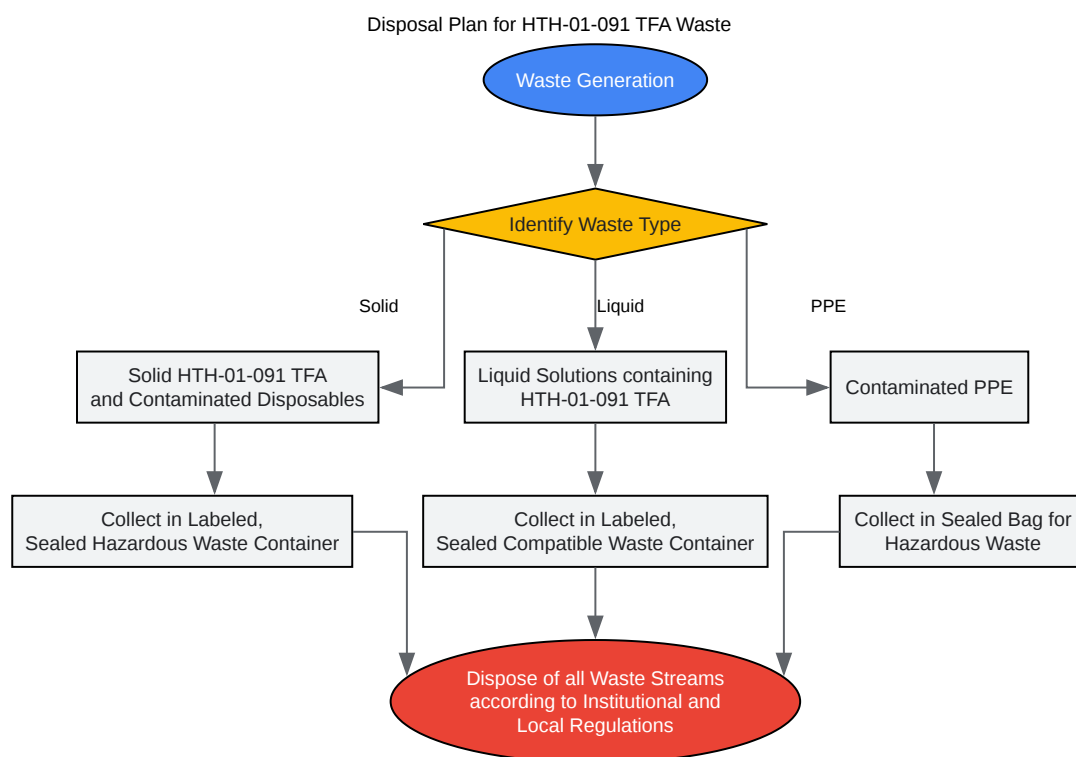 Disposal Plan for HTH-01-091 TFA Waste
Waste Generation
Identify Waste Type
Solid
Liquid
PPE
Solid HTH-01-091 TFA
and Contaminated Disposables
Liquid Solutions containing
HTH-01-091 TFA
Contaminated PPE
Collect in Labeled,
Sealed Hazardous Waste Container
Collect in Labeled,
Sealed Compatible Waste Container
Collect in Sealed Bag for
Hazardous Waste
Dispose of all Waste Streams
according to Institutional and
Local Regulations